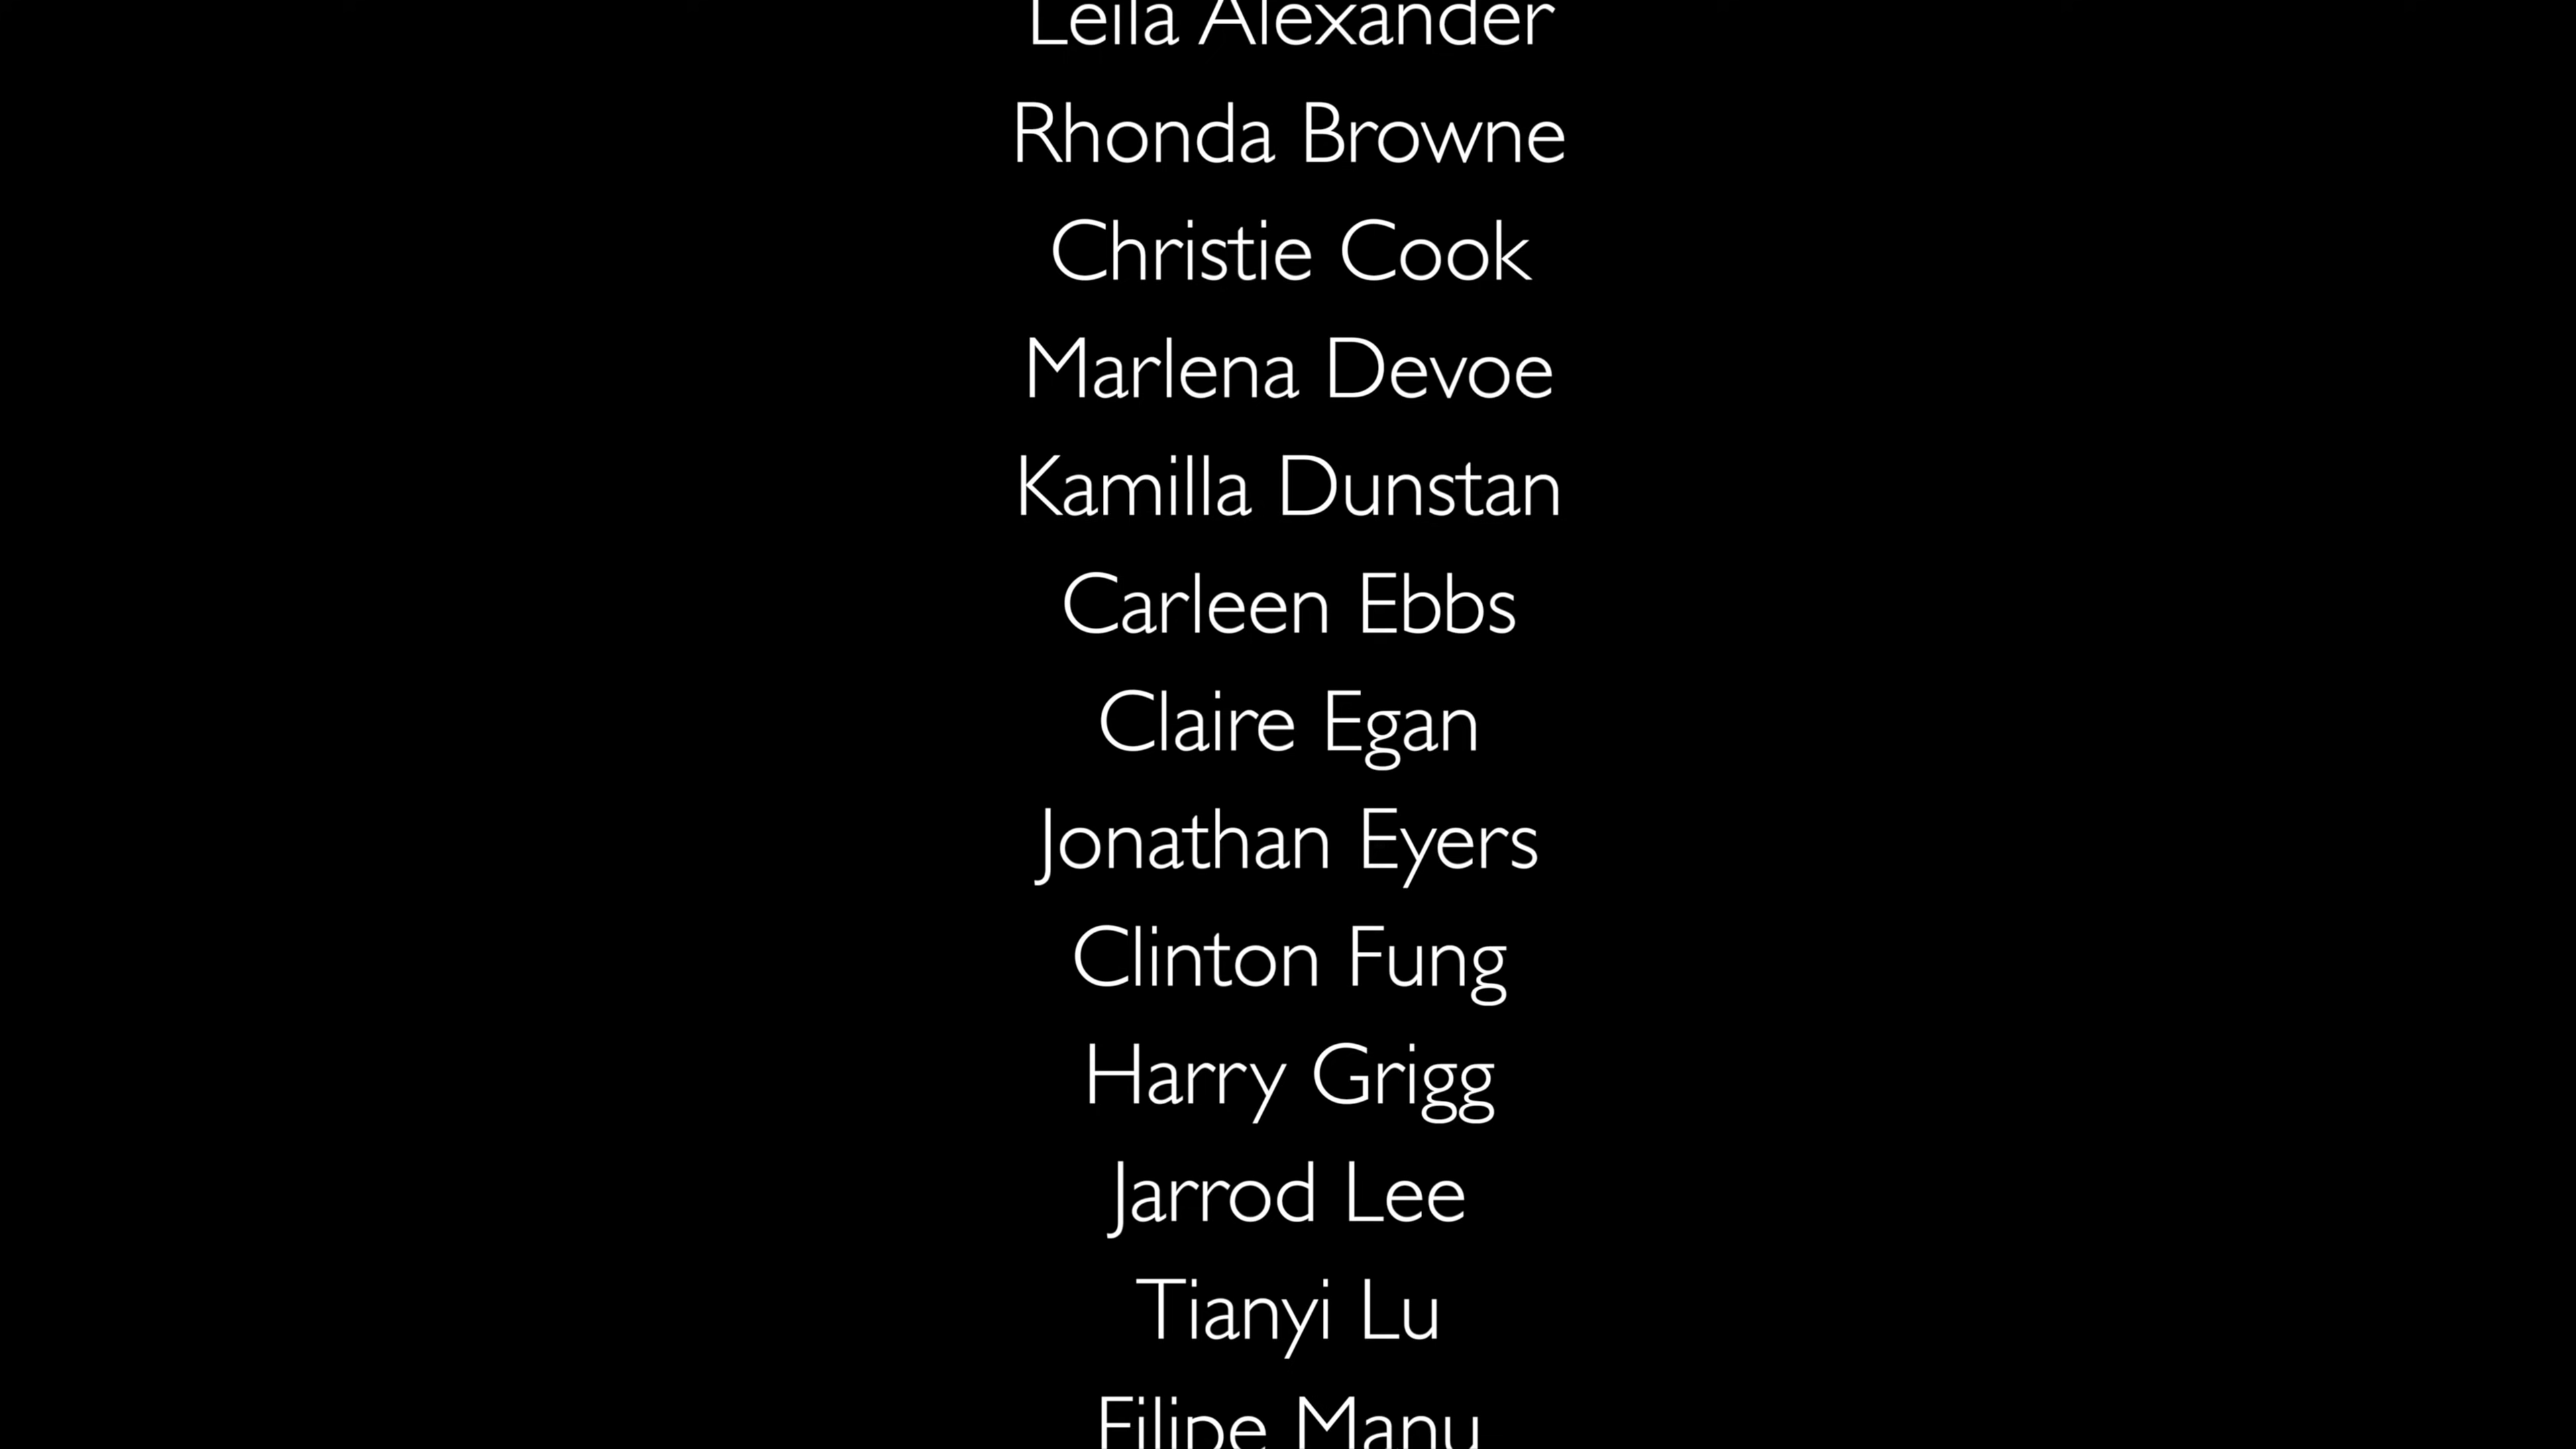 Leila Alexander
Rhonda Browne
Christie Cook
Marlena Devoe
Kamilla Dunstan
Carleen Ebbs
Claire Egan
Jonathan Eyers
Clinton Fung
Harry Grigg
Jarrod Lee
Tianyi Lu
Filipe Manu